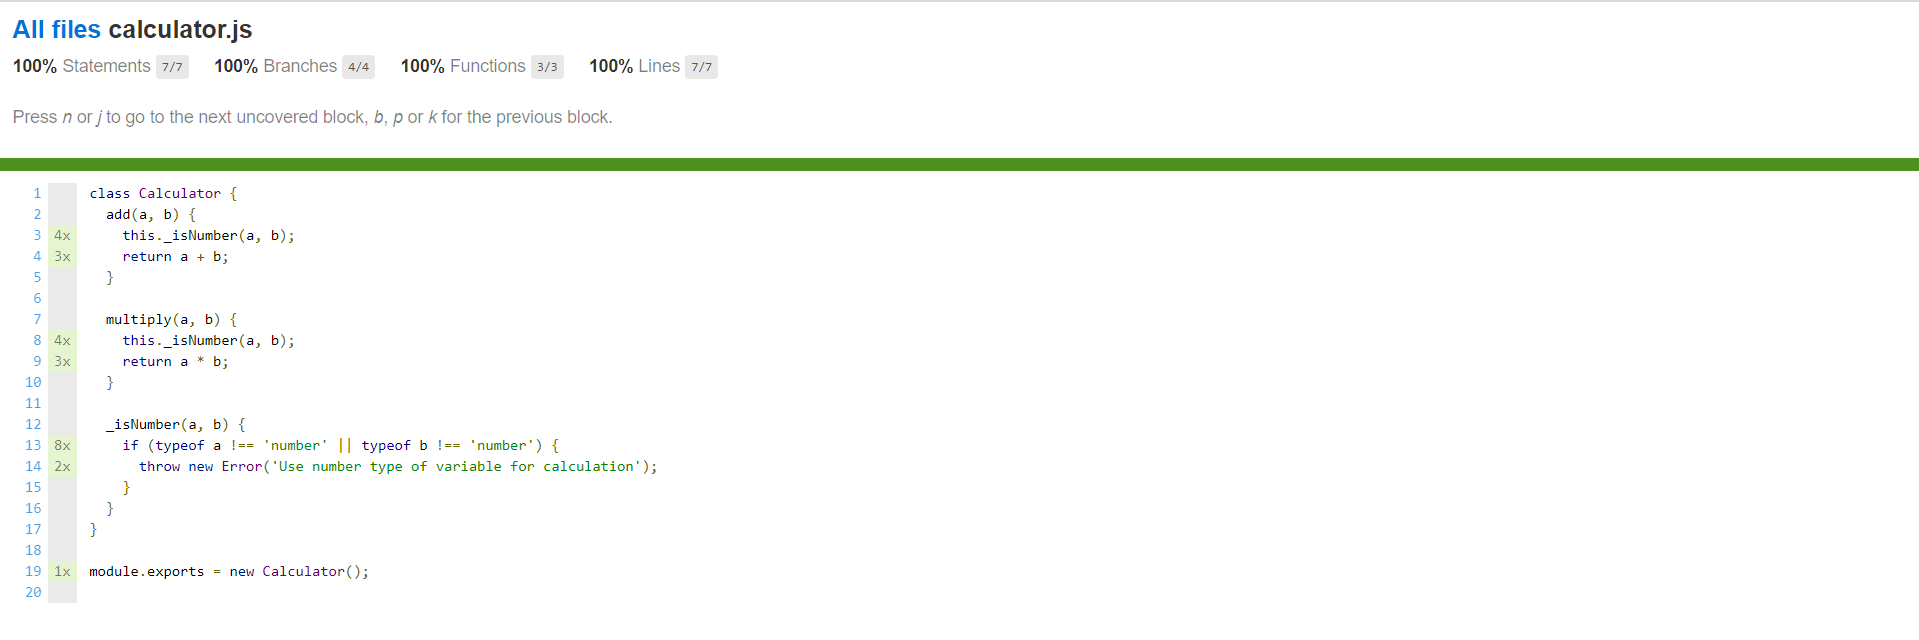 All files calculator.js
100% Statements 7/7 100% Branches 4/4 100% Functions 3/3 100% Lines 7/7
Press n or j to go to the next uncovered block, b, p or k for the previous block.
1 class Calculator {
2   add(a, b) {
3 4x     this._isNumber(a, b);
4 3x     return a + b;
5   }
6
7   multiply(a, b) {
8 4x     this._isNumber(a, b);
9 3x     return a * b;
10   }
11
12   _isNumber(a, b) {
13 8x     if (typeof a !== 'number' || typeof b !== 'number') {
14 2x       throw new Error('Use number type of variable for calculation');
15     }
16   }
17 }
18
19 1x module.exports = new Calculator();
20